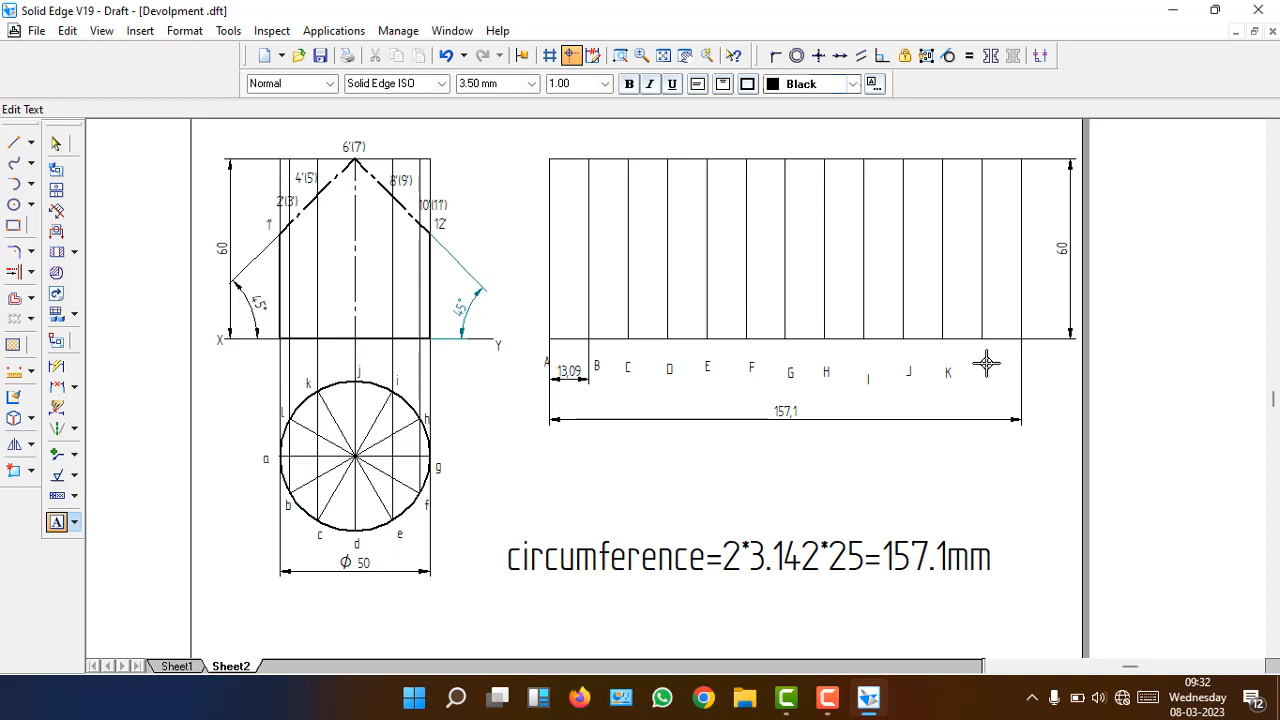 Solid Edge V19 - Draft - [Devolpment .dft]
File Edit View Insert Format Tools Inspect Applications Manage Window Help
Normal Solid Edge ISO 3.50 mm 1.00 B I U Black A
Edit Text
6'(7')
4'(5') 8'(9')
2'(3') 10'(11')
1' 12'
60 60
45° 45°
X Y
A B C D E F G H I J K
13,09
157,1
j
k i
l h
a g
b f
c e
d
circumference=2*3.142*25=157.1mm
ϕ 50
A
Sheet1 Sheet2
09:32
Wednesday
08-03-2023
12